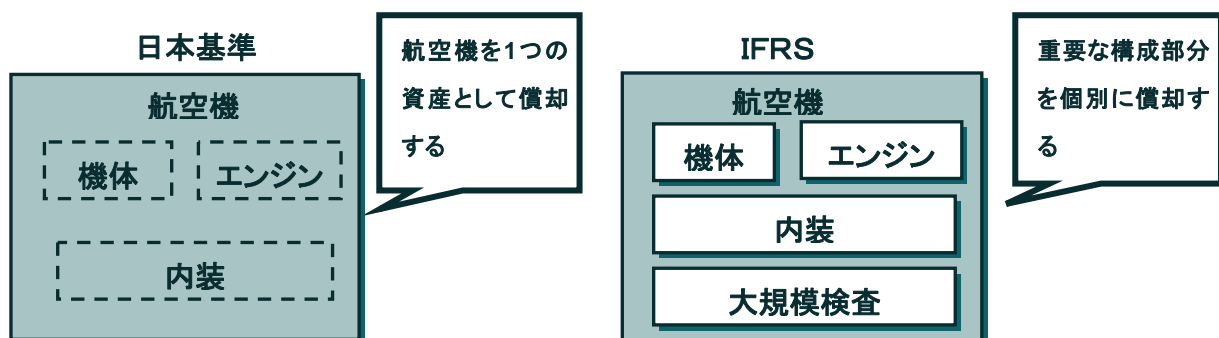 日本基準
航空機
機体
エンジン
内装
航空機を1つの
資産として償却
する
IFRS
航空機
機体
エンジン
内装
大規模検査
重要な構成部分
を個別に償却す
る